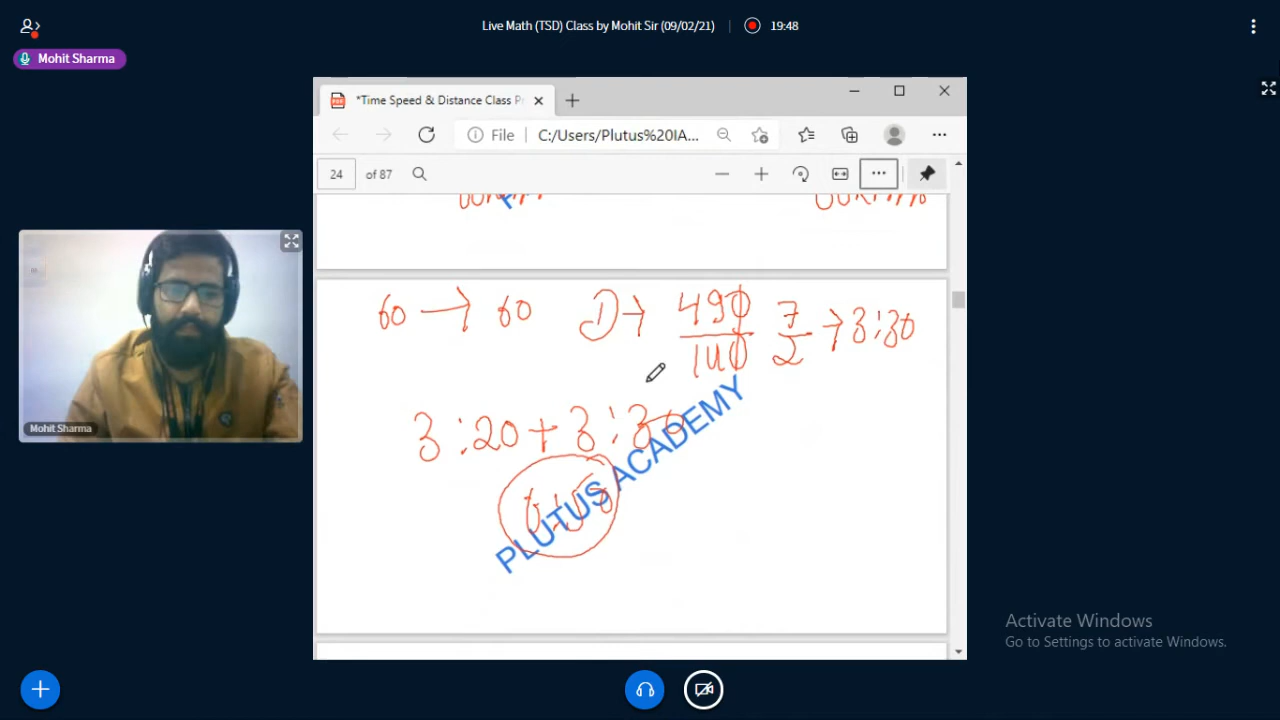 Live Math (TSD) Class by Mohit Sir (09/02/21)
19:48
Mohit Sharma
*Time Speed & Distance Class Pr
File
C:/Users/Plutus%20IA...
24 of 87
60 → 60 D → 490/140 7/2 → 3:30
3:20 + 3:30
PLUTUS ACADEMY
Mohit Sharma
Activate Windows
Go to Settings to activate Windows.